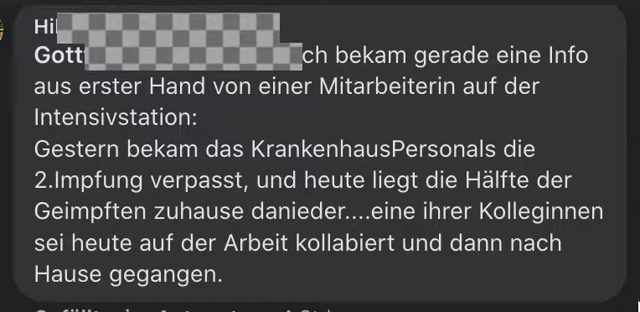 Hil
Gott ch bekam gerade eine Info
aus erster Hand von einer Mitarbeiterin auf der
Intensivstation:
Gestern bekam das KrankenhausPersonals die
2.Impfung verpasst, und heute liegt die Hälfte der
Geimpften zuhause danieder....eine ihrer Kolleginnen
sei heute auf der Arbeit kollabiert und dann nach
Hause gegangen.